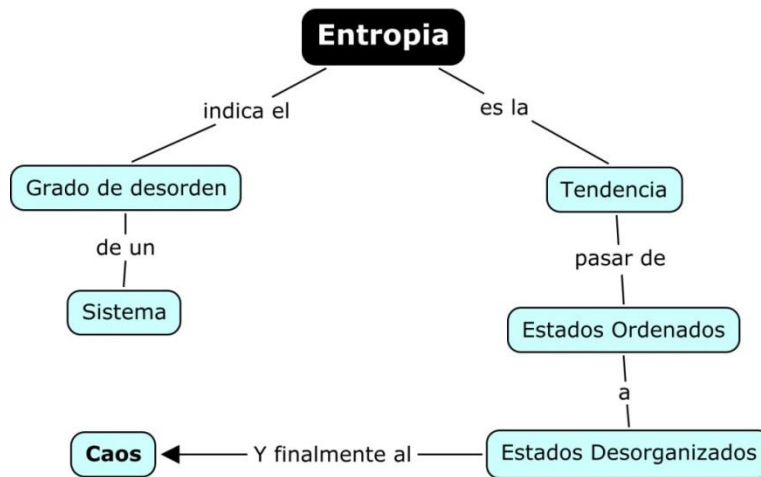 Entropia
indica el
es la
Grado de desorden
Tendencia
de un
pasar de
Sistema
Estados Ordenados
a
Caos
Y finalmente al
Estados Desorganizados